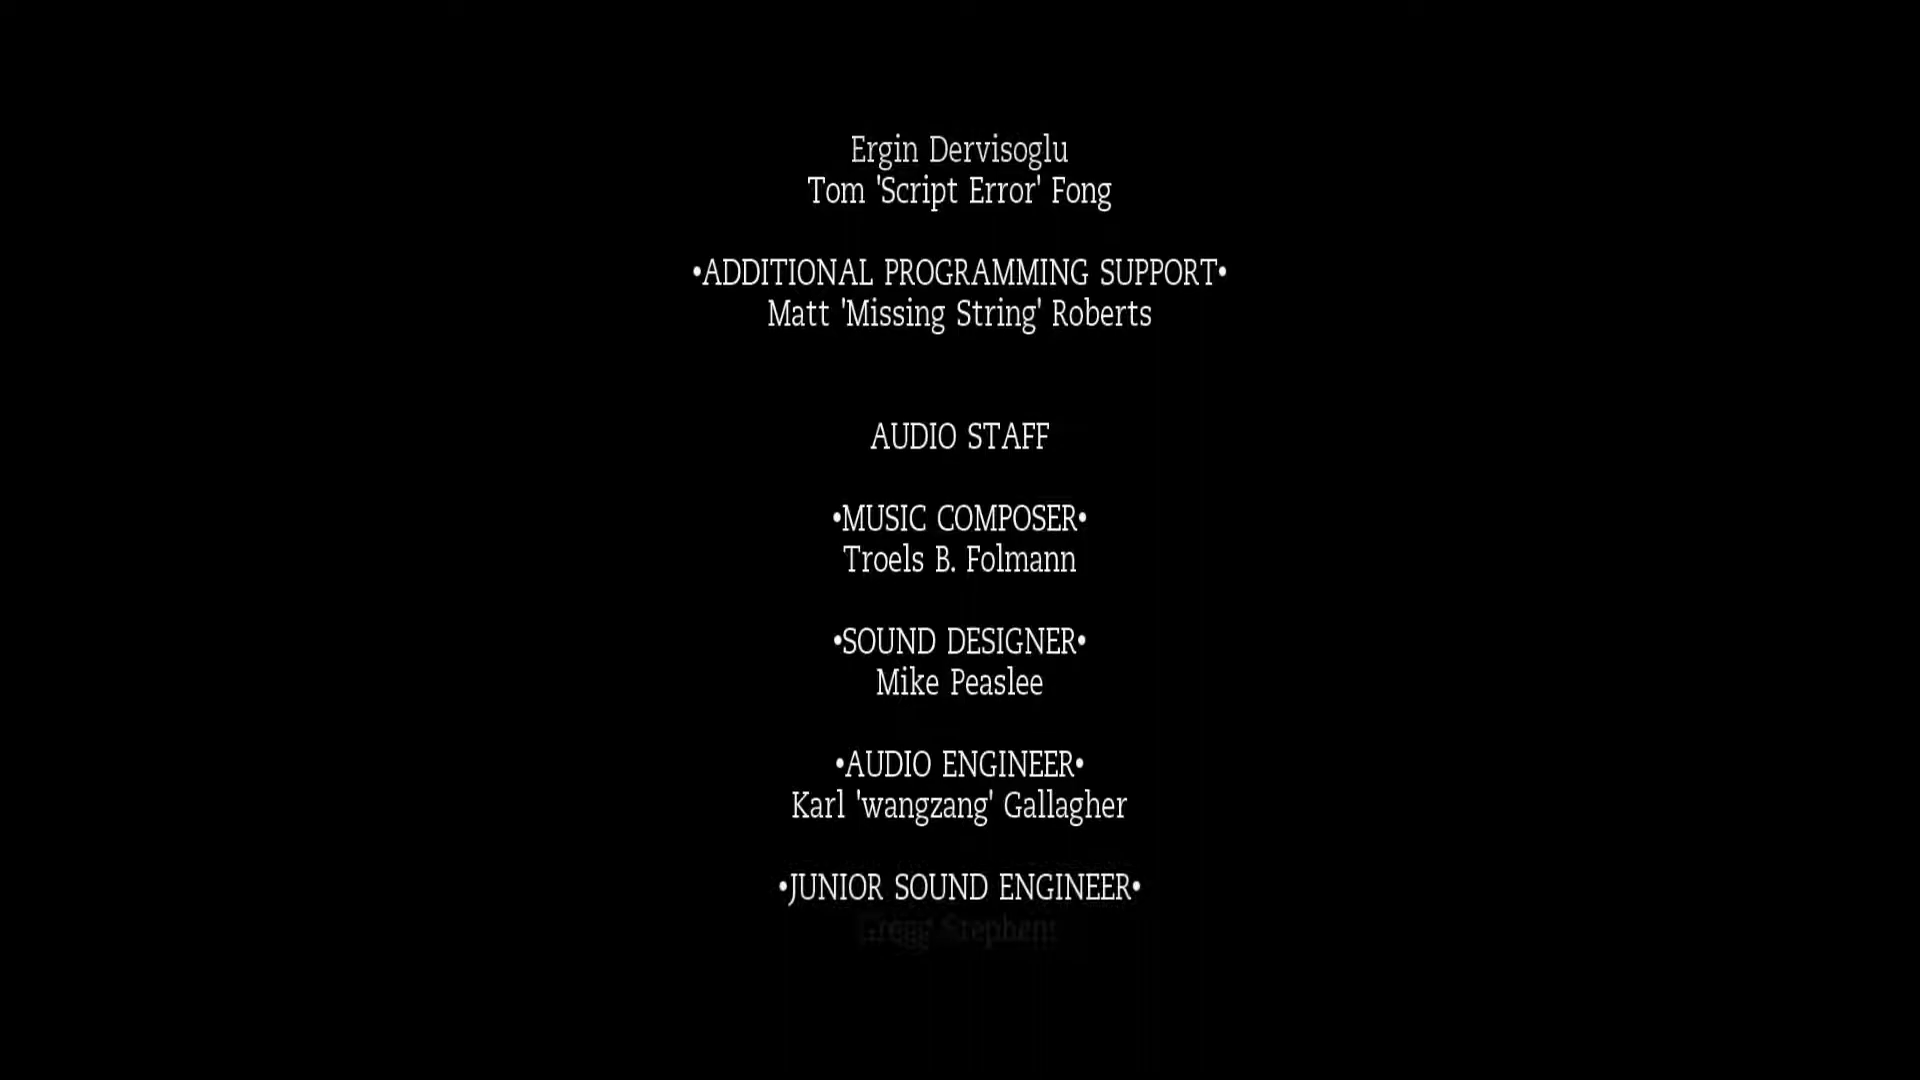 Ergin Dervisoglu
Tom 'Script Error' Fong
•ADDITIONAL PROGRAMMING SUPPORT•
Matt 'Missing String' Roberts
AUDIO STAFF
•MUSIC COMPOSER•
Troels B. Folmann
•SOUND DESIGNER•
Mike Peaslee
•AUDIO ENGINEER•
Karl 'wangzang' Gallagher
•JUNIOR SOUND ENGINEER•
Gregg